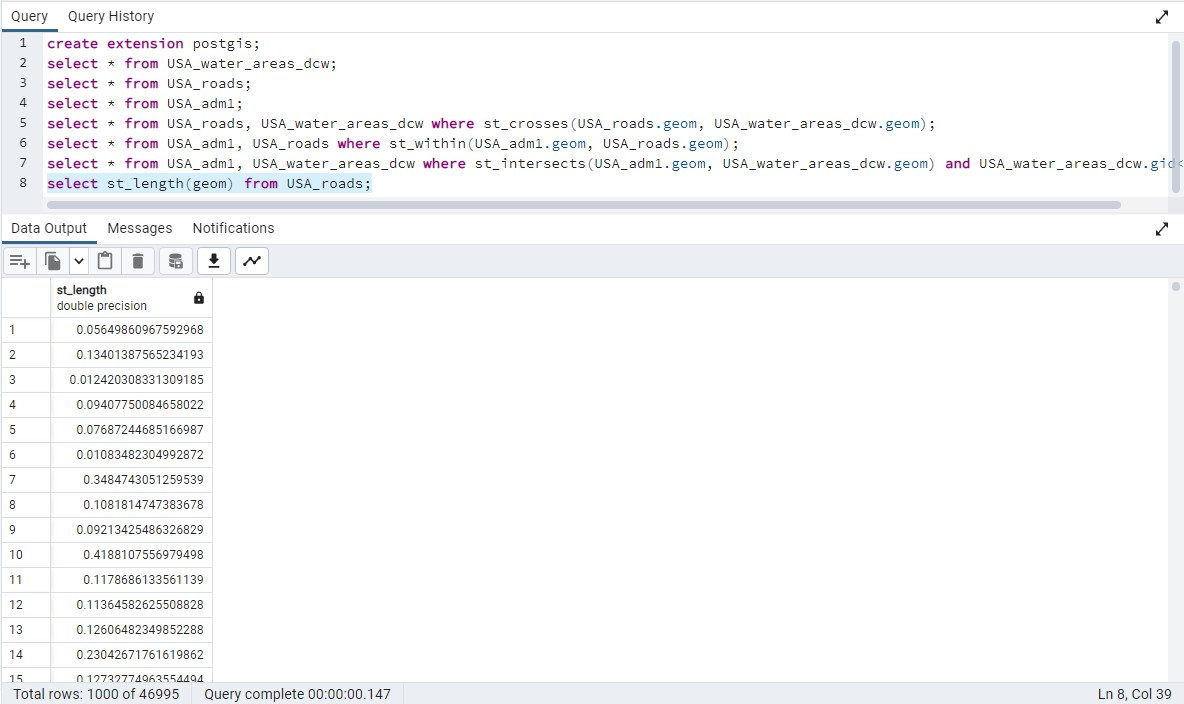 Query Query History
1 create extension postgis;
2 select * from USA_water_areas_dcw;
3 select * from USA_roads;
4 select * from USA_adm1;
5 select * from USA_roads, USA_water_areas_dcw where st_crosses(USA_roads.geom, USA_water_areas_dcw.geom);
6 select * from USA_adm1, USA_roads where st_within(USA_adm1.geom, USA_roads.geom);
7 select * from USA_adm1, USA_water_areas_dcw where st_intersects(USA_adm1.geom, USA_water_areas_dcw.geom) and USA_water_areas_dcw.gid<
8 select st_length(geom) from USA_roads;
Data Output Messages Notifications
st_length
double precision
1 0.05649860967592968
2 0.13401387565234193
3 0.012420308331309185
4 0.09407750084658022
5 0.07687244685166987
6 0.01083482304992872
7 0.3484743051259539
8 0.1081814747383678
9 0.09213425486326829
10 0.4188107556979498
11 0.1178686133561139
12 0.11364582625508828
13 0.12606482349852288
14 0.23042671761619862
15 0.12732774963554494
Total rows: 1000 of 46995 Query complete 00:00:00.147 Ln 8, Col 39